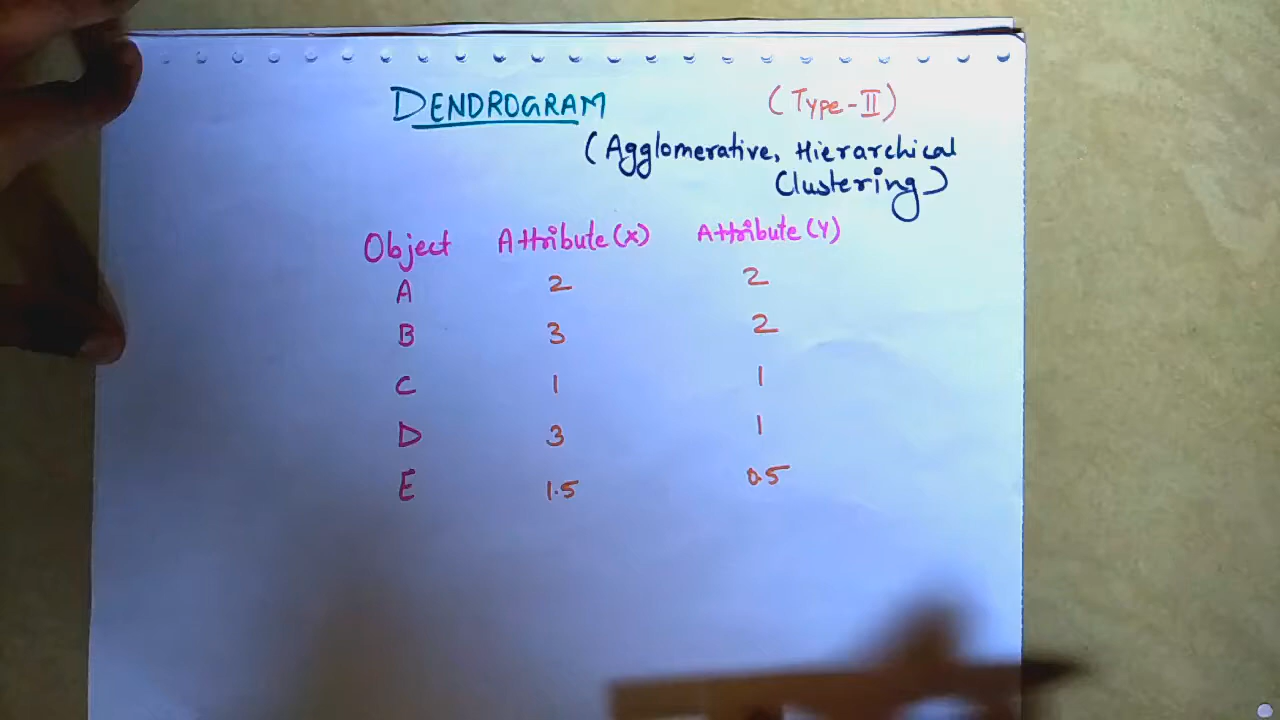 DENDROGRAM (Type-II)
(Agglomerative, Hierarchical
Clustering)
Object Attribute(X) Attribute(Y)
A 2 2
B 3 2
C 1 1
D 3 1
E 1.5 0.5